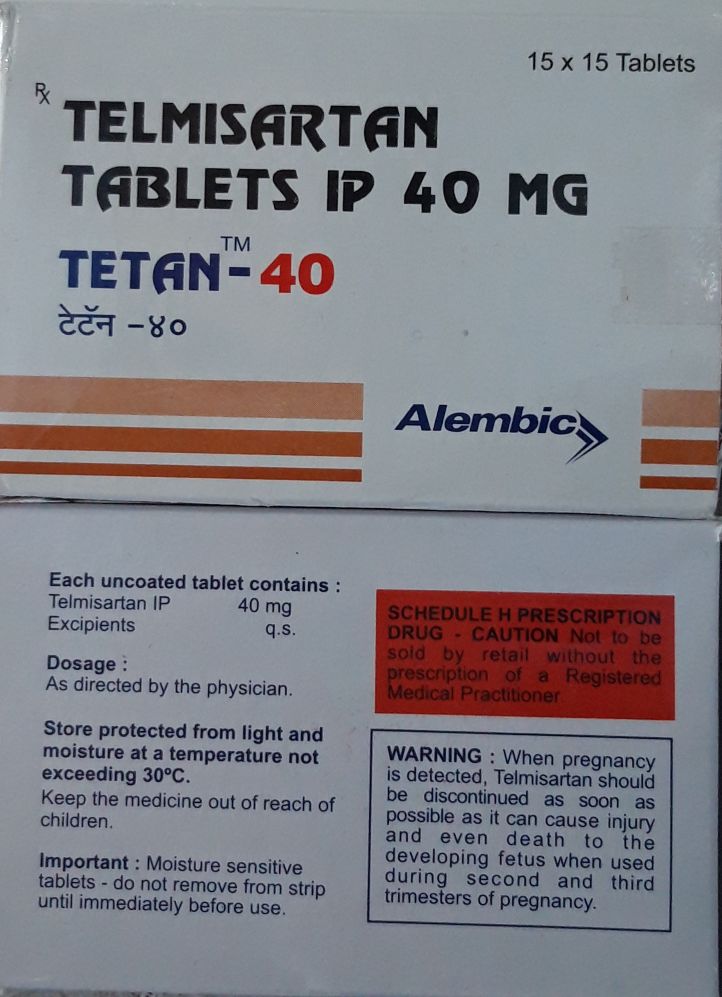 15 x 15 Tablets
Rx TELMISARTAN
TABLETS IP 40 MG
TETAN™-40
टेटॅन -४०
Alembic
Each uncoated tablet contains :
Telmisartan IP 40 mg
Excipients q.s.
Dosage :
As directed by the physician.
Store protected from light and
moisture at a temperature not
exceeding 30ºC.
Keep the medicine out of reach of
children.
Important : Moisture sensitive
tablets - do not remove from strip
until immediately before use.
SCHEDULE H PRESCRIPTION
DRUG - CAUTION Not to be
sold by retail without the
prescription of a Registered
Medical Practitioner.
WARNING : When pregnancy
is detected, Telmisartan should
be discontinued as soon as
possible as it can cause injury
and even death to the
developing fetus when used
during second and third
trimesters of pregnancy.